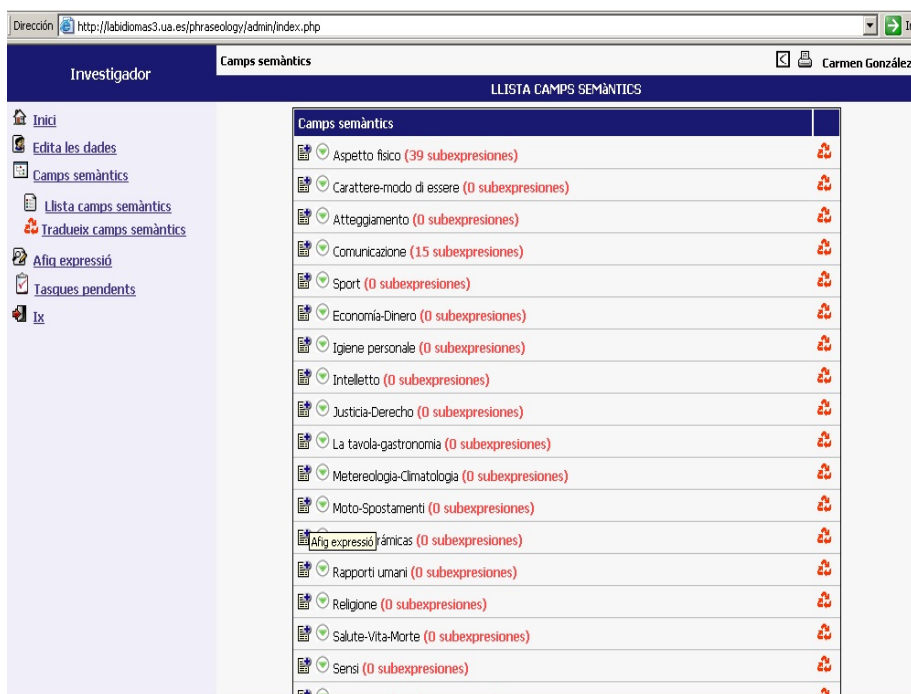 Dirección http://labidiomas3.ua.es/phraseology/admin/index.php
Investigador
Camps semàntics
Carmen González
LLISTA CAMPS SEMàNTICS
Inici
Edita les dades
Camps semàntics
Llista camps semàntics
Tradueix camps semàntics
Afig expressió
Tasques pendents
Ix
Camps semàntics
Aspetto fisico (39 subexpresiones)
Carattere-modo di essere (0 subexpresiones)
Atteggiamento (0 subexpresiones)
Comunicazione (15 subexpresiones)
Sport (0 subexpresiones)
Economía-Dinero (0 subexpresiones)
Igiene personale (0 subexpresiones)
Intelletto (0 subexpresiones)
Justicia-Derecho (0 subexpresiones)
La tavola-gastronomia (0 subexpresiones)
Metereologia-Climatologia (0 subexpresiones)
Moto-Spostamenti (0 subexpresiones)
Afig expressió rámicas (0 subexpresiones)
Rapporti umani (0 subexpresiones)
Religione (0 subexpresiones)
Salute-Vita-Morte (0 subexpresiones)
Sensi (0 subexpresiones)